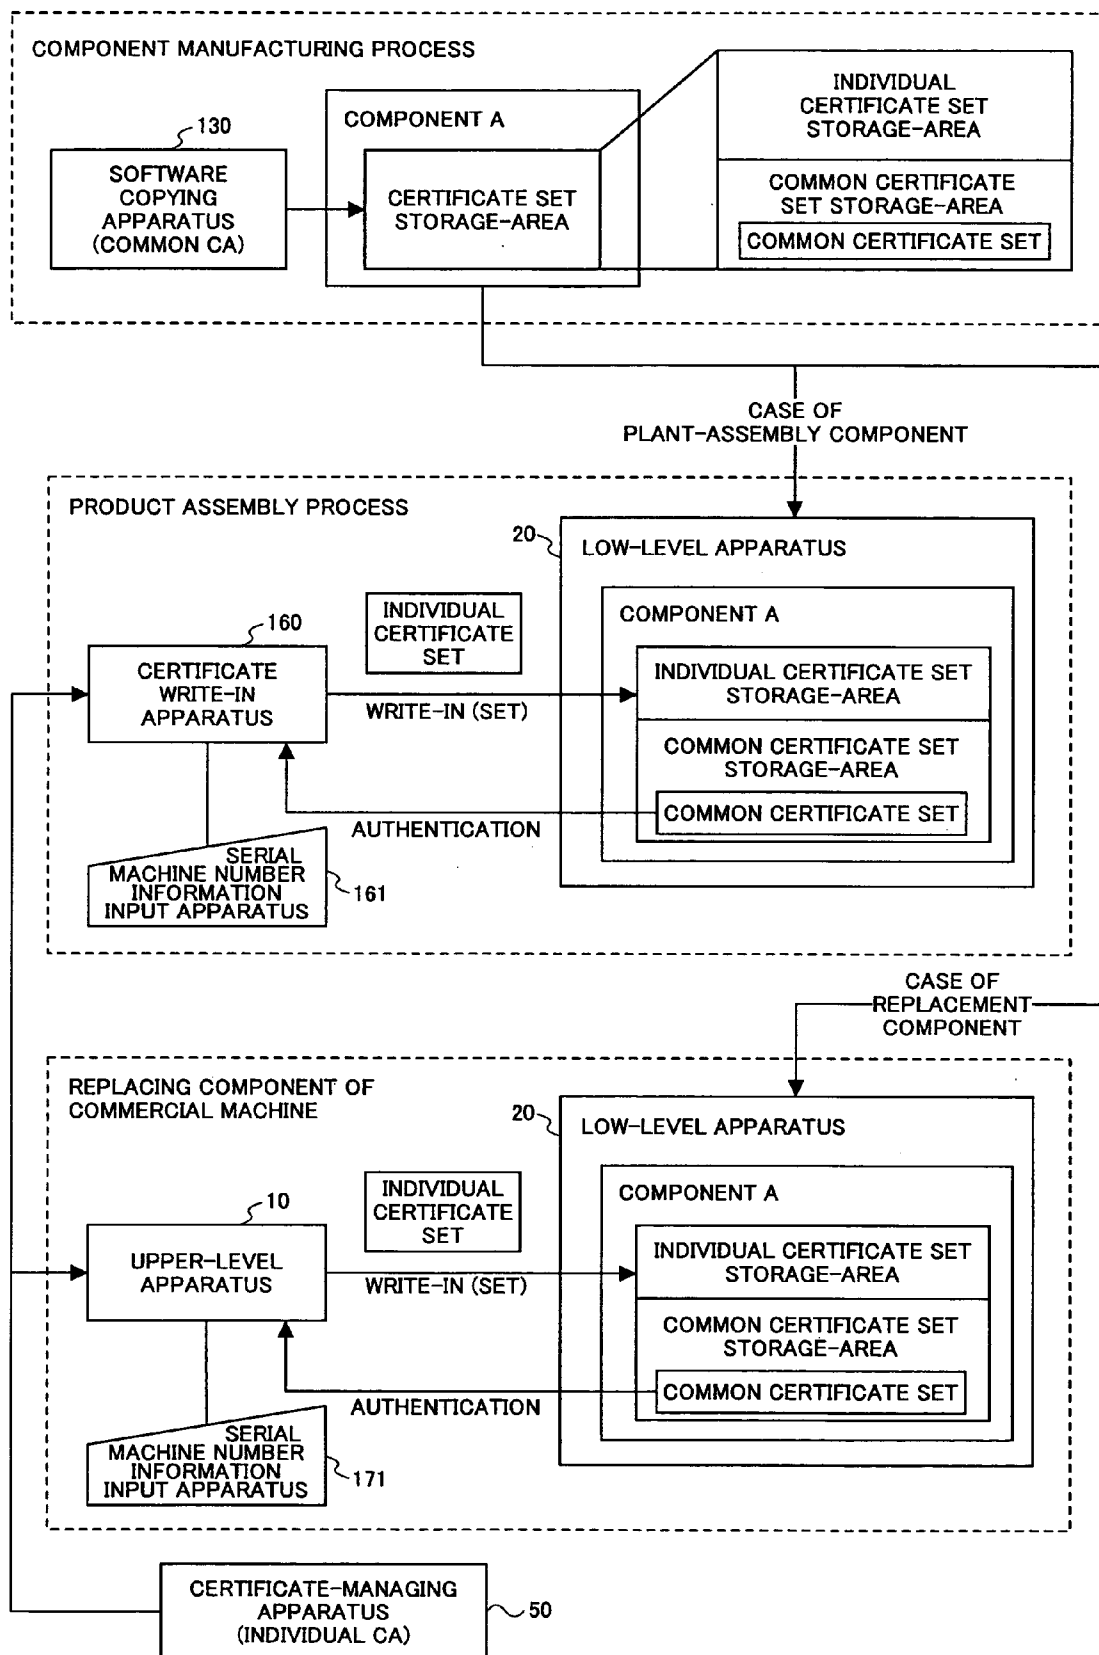 COMPONENT MANUFACTURING PROCESS
130
SOFTWARE
COPYING
APPARATUS
(COMMON CA)
COMPONENT A
CERTIFICATE SET
STORAGE-AREA
INDIVIDUAL
CERTIFICATE SET
STORAGE-AREA
COMMON CERTIFICATE
SET STORAGE-AREA
COMMON CERTIFICATE SET
CASE OF
PLANT-ASSEMBLY COMPONENT
PRODUCT ASSEMBLY PROCESS
160
CERTIFICATE
WRITE-IN
APPARATUS
INDIVIDUAL
CERTIFICATE
SET
WRITE-IN (SET)
AUTHENTICATION
SERIAL
MACHINE NUMBER
INFORMATION
INPUT APPARATUS
161
20
LOW-LEVEL APPARATUS
COMPONENT A
INDIVIDUAL CERTIFICATE SET
STORAGE-AREA
COMMON CERTIFICATE SET
STORAGE-AREA
COMMON CERTIFICATE SET
CASE OF
REPLACEMENT
COMPONENT
REPLACING COMPONENT OF
COMMERCIAL MACHINE
10
UPPER-LEVEL
APPARATUS
INDIVIDUAL
CERTIFICATE
SET
WRITE-IN (SET)
AUTHENTICATION
SERIAL
MACHINE NUMBER
INFORMATION
INPUT APPARATUS
171
20
LOW-LEVEL APPARATUS
COMPONENT A
INDIVIDUAL CERTIFICATE SET
STORAGE-AREA
COMMON CERTIFICATE SET
STORAGE-AREA
COMMON CERTIFICATE SET
CERTIFICATE-MANAGING
APPARATUS
(INDIVIDUAL CA)
50